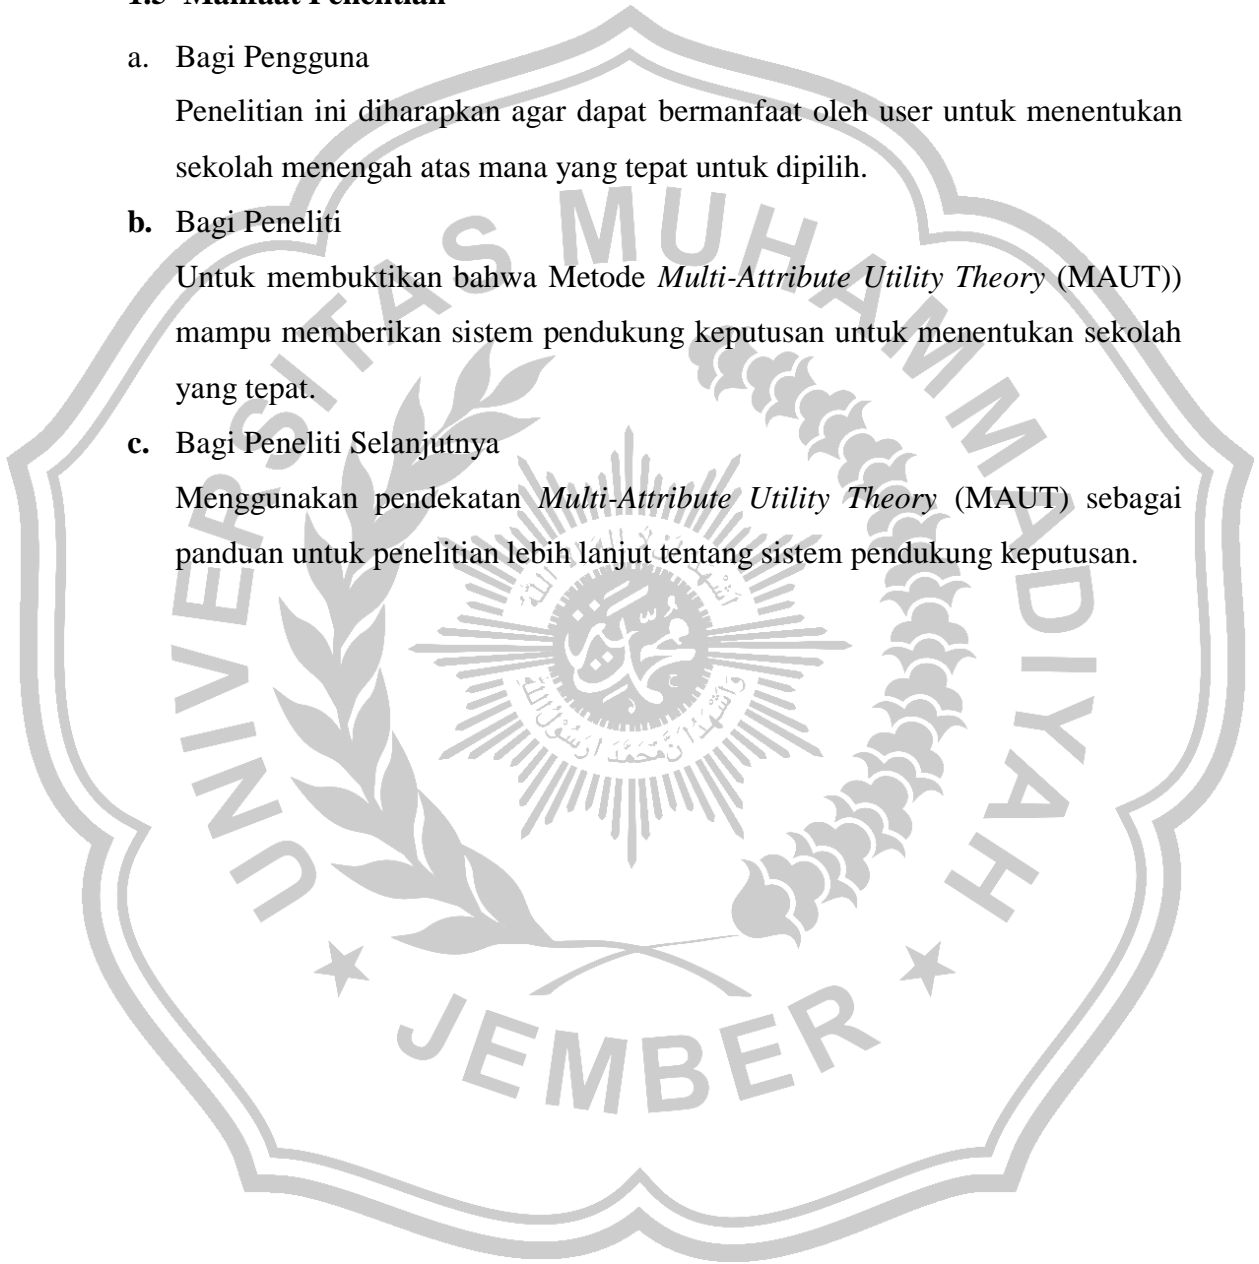 1.5 Manfaat Penelitian
a. Bagi Pengguna
Penelitian ini diharapkan agar dapat bermanfaat oleh user untuk menentukan
sekolah menengah atas mana yang tepat untuk dipilih.
b. Bagi Peneliti
Untuk membuktikan bahwa Metode Multi-Attribute Utility Theory (MAUT))
mampu memberikan sistem pendukung keputusan untuk menentukan sekolah
yang tepat.
c. Bagi Peneliti Selanjutnya
Menggunakan pendekatan Multi-Attribute Utility Theory (MAUT) sebagai
panduan untuk penelitian lebih lanjut tentang sistem pendukung keputusan.
UNIVERSITAS MUHAMMADIYAH
JEMBER